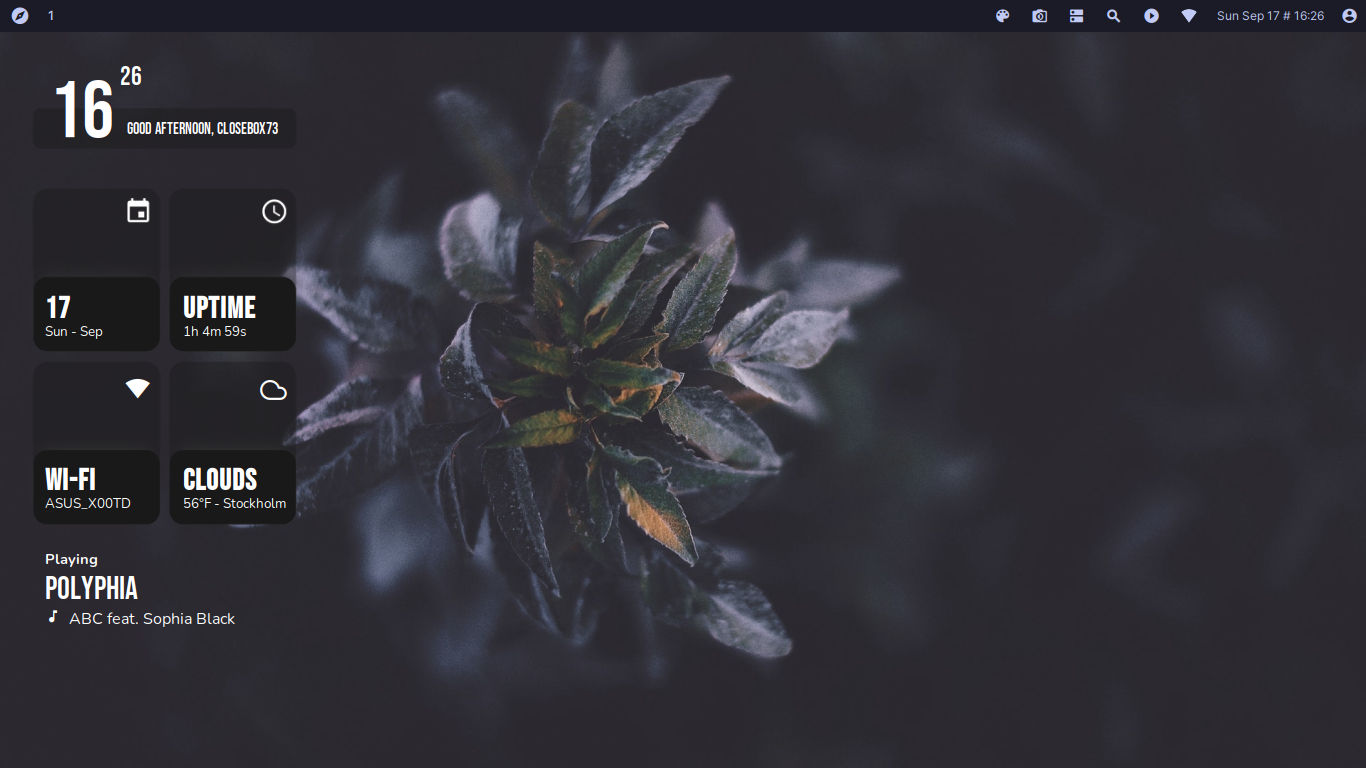 1
Sun Sep 17 # 16:26
16 26
GOOD AFTERNOON, CLOSEBOX73
17
Sun - Sep
UPTIME
1h 4m 59s
WI-FI
ASUS_X00TD
CLOUDS
56°F - Stockholm
Playing
POLYPHIA
ABC feat. Sophia Black